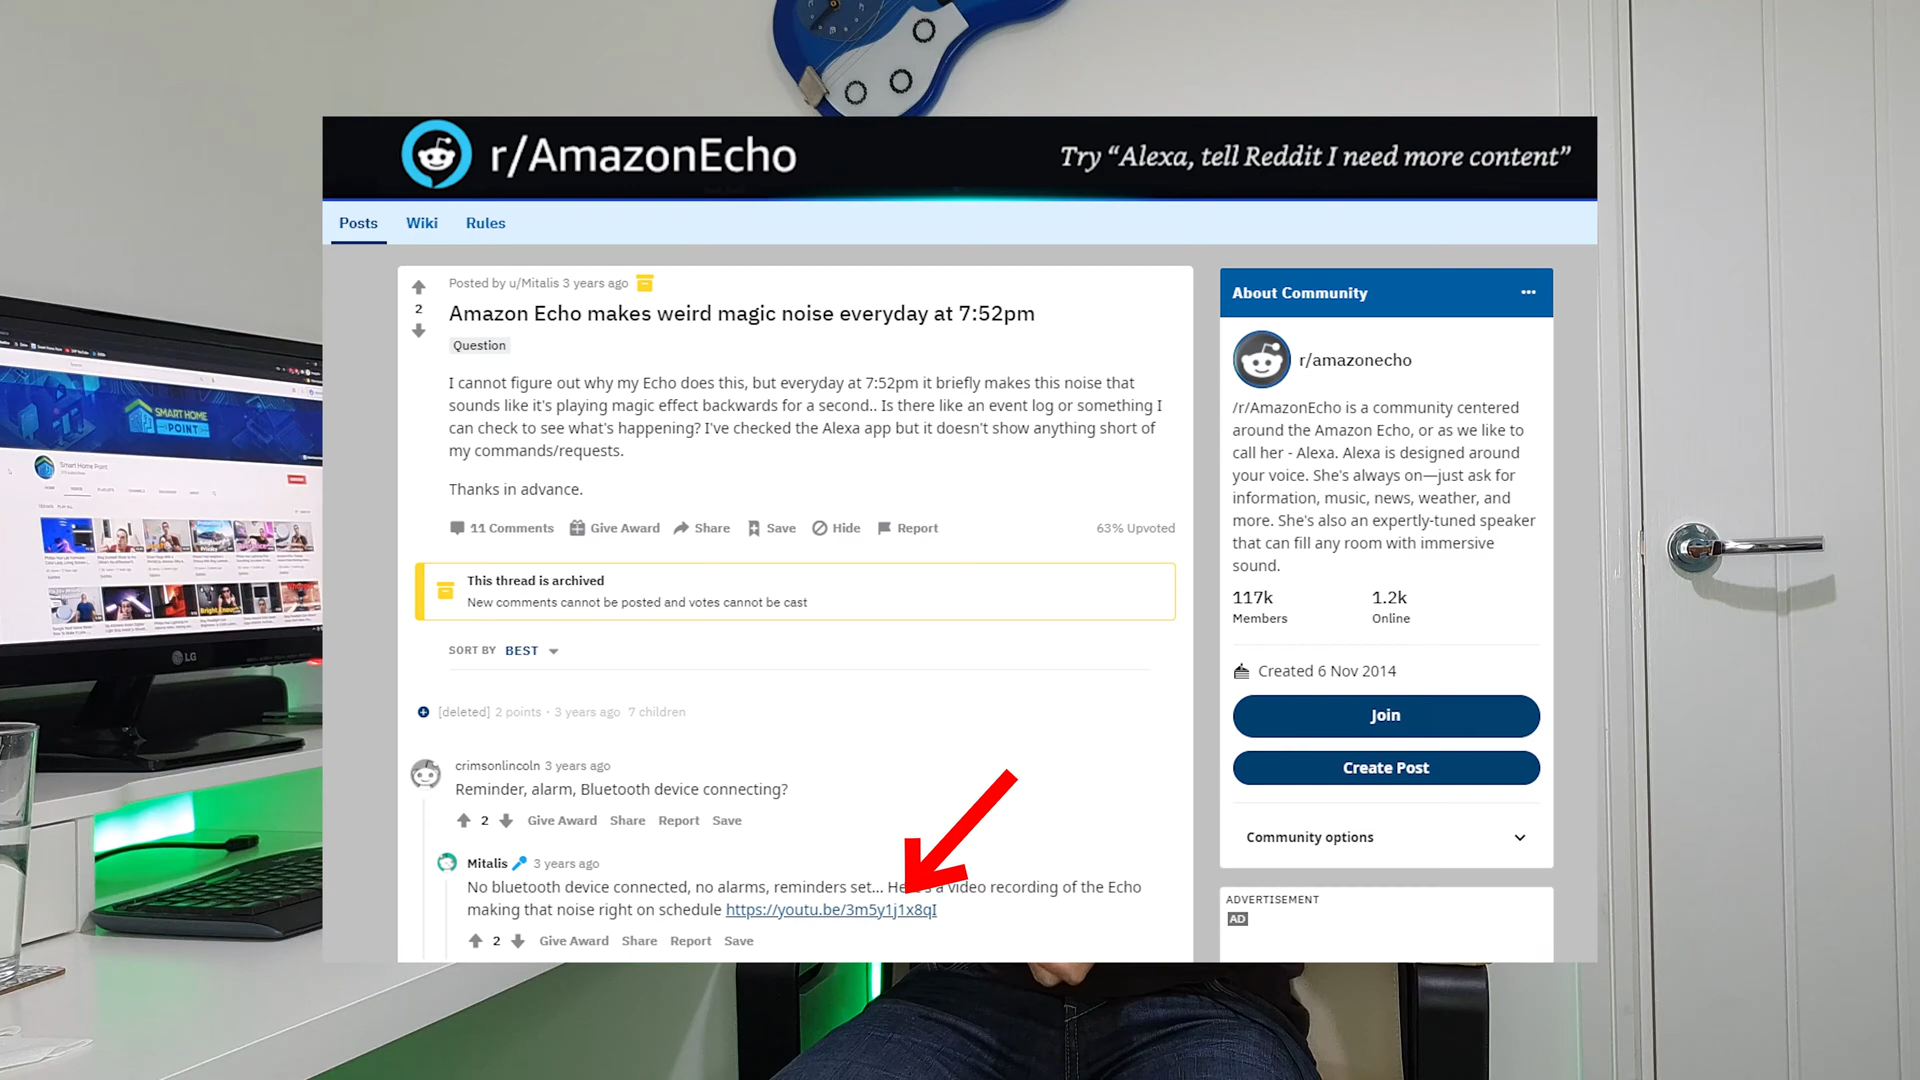 r/AmazonEcho
Try “Alexa, tell Reddit I need more content”
Posts Wiki Rules
Posted by u/Mitalis 3 years ago
2
Amazon Echo makes weird magic noise everyday at 7:52pm
Question
I cannot figure out why my Echo does this, but everyday at 7:52pm it briefly makes this noise that
sounds like it's playing magic effect backwards for a second.. Is there like an event log or something I
can check to see what's happening? I've checked the Alexa app but it doesn't show anything short of
my commands/requests.
Thanks in advance.
11 Comments Give Award Share Save Hide Report 63% Upvoted
This thread is archived
New comments cannot be posted and votes cannot be cast
SORT BY BEST
[deleted] 2 points · 3 years ago 7 children
crimsonlincoln 3 years ago
Reminder, alarm, Bluetooth device connecting?
2 Give Award Share Report Save
Mitalis 3 years ago
No bluetooth device connected, no alarms, reminders set... Here's a video recording of the Echo
making that noise right on schedule https://youtu.be/3m5y1j1x8qI
2 Give Award Share Report Save
About Community
r/amazonecho
/r/AmazonEcho is a community centered
around the Amazon Echo, or as we like to
call her - Alexa. Alexa is designed around
your voice. She's always on—just ask for
information, music, news, weather, and
more. She's also an expertly-tuned speaker
that can fill any room with immersive
sound.
117k 1.2k
Members Online
Created 6 Nov 2014
Join
Create Post
Community options
ADVERTISEMENT
AD
SMART HOME
POINT
Smart Home Point
LG